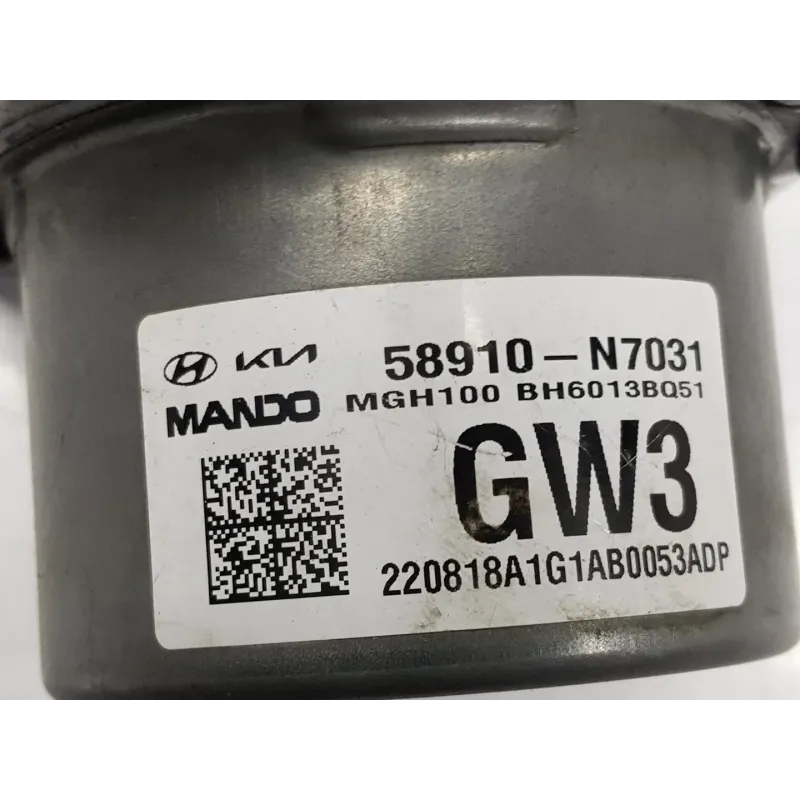 KIA 58910-N7031
MANDO MGH100 BH6013BQ51
GW3
220818A1G1AB0053ADP